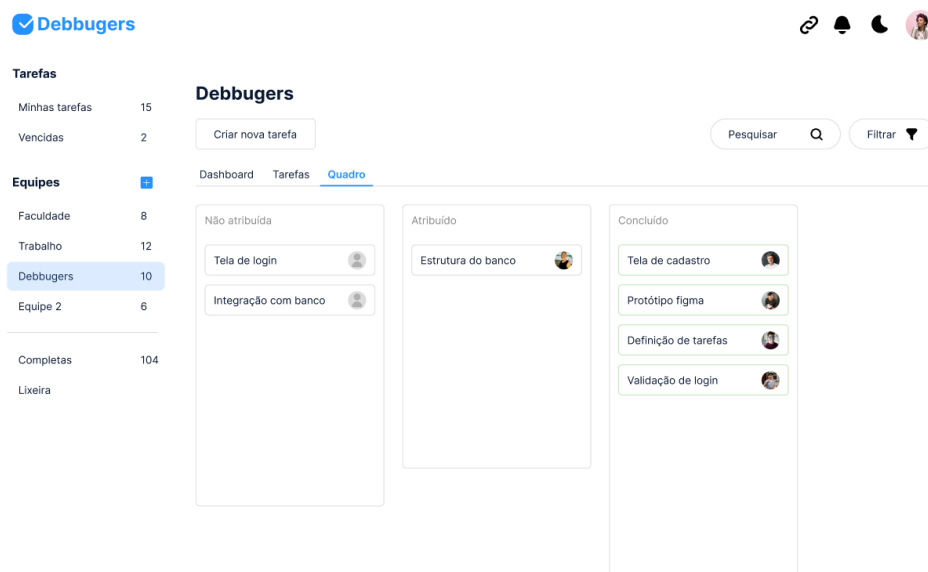 Debbugers
Tarefas
Minhas tarefas 15
Vencidas 2
Equipes
Faculdade 8
Trabalho 12
Debbugers 10
Equipe 2 6
Completas 104
Lixeira
Debbugers
Criar nova tarefa
Pesquisar
Filtrar
Dashboard Tarefas Quadro
Não atribuída
Tela de login
Integração com banco
Atribuído
Estrutura do banco
Concluído
Tela de cadastro
Protótipo figma
Definição de tarefas
Validação de login